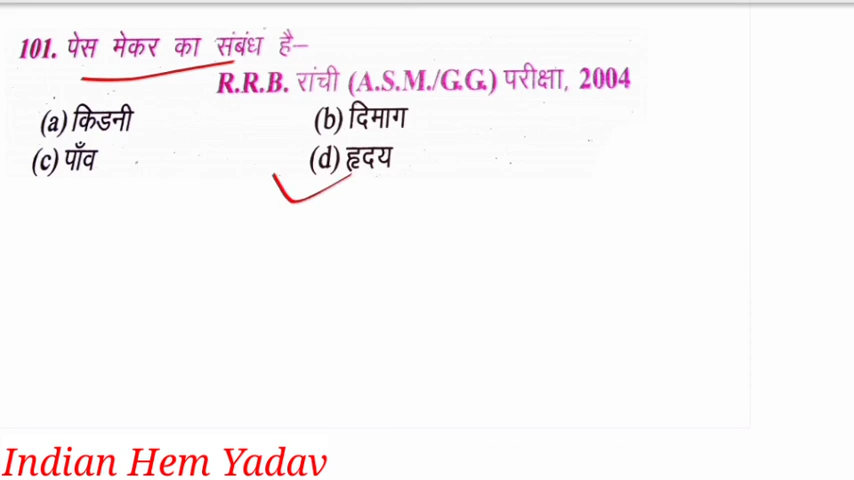 101. पेस मेकर का संबंध है–
R.R.B. रांची (A.S.M./G.G.) परीक्षा, 2004
(a) किडनी (b) दिमाग
(c) पाँव (d) हृदय
Indian Hem Yadav